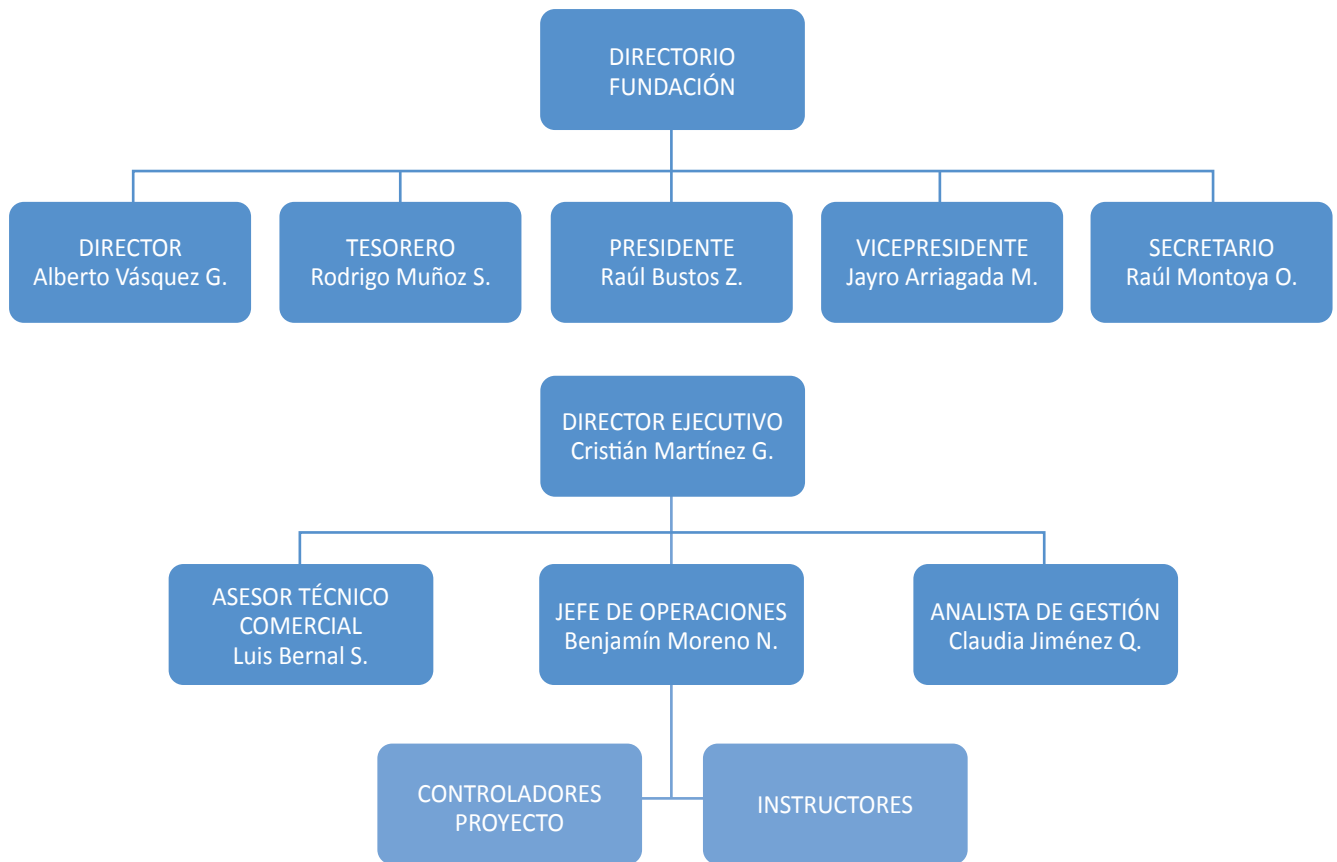 DIRECTORIO
FUNDACIÓN
DIRECTOR
Alberto Vásquez G.
TESORERO
Rodrigo Muñoz S.
PRESIDENTE
Raúl Bustos Z.
VICEPRESIDENTE
Jayro Arriagada M.
SECRETARIO
Raúl Montoya O.
DIRECTOR EJECUTIVO
Cristián Martínez G.
ASESOR TÉCNICO
COMERCIAL
Luis Bernal S.
JEFE DE OPERACIONES
Benjamín Moreno N.
ANALISTA DE GESTIÓN
Claudia Jiménez Q.
CONTROLADORES
PROYECTO
INSTRUCTORES